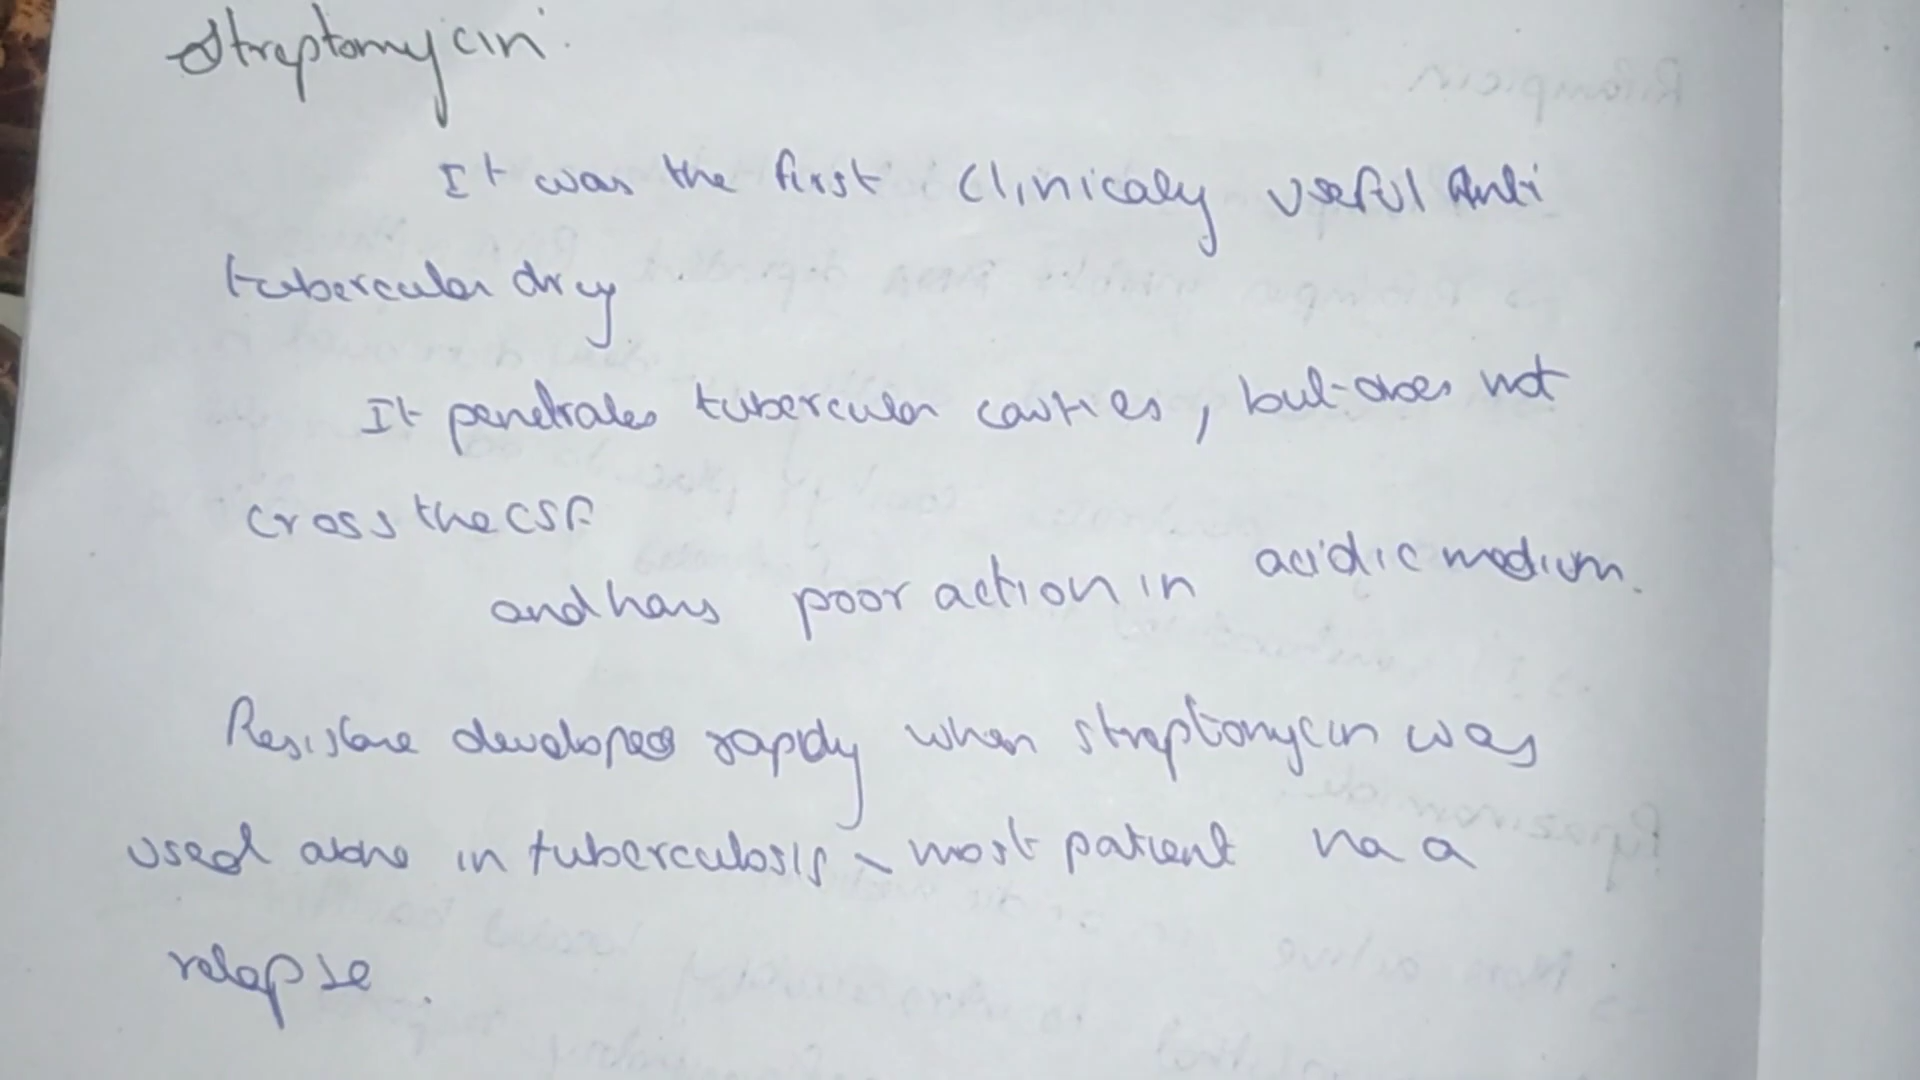 Streptomycin.
It was the first clinicaly useful Anti
tubercular drug
It penetrates tubercular cavities, but does not
cross the CSF
and has poor action in acidic medium.
Resistance developed rapidly when streptomycin was
used alone in tuberculosis most patient ha a
relapse.